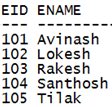 EID ENAME
--- ---------
101 Avinash
102 Lokesh
103 Rakesh
104 Santhosh
105 Tilak